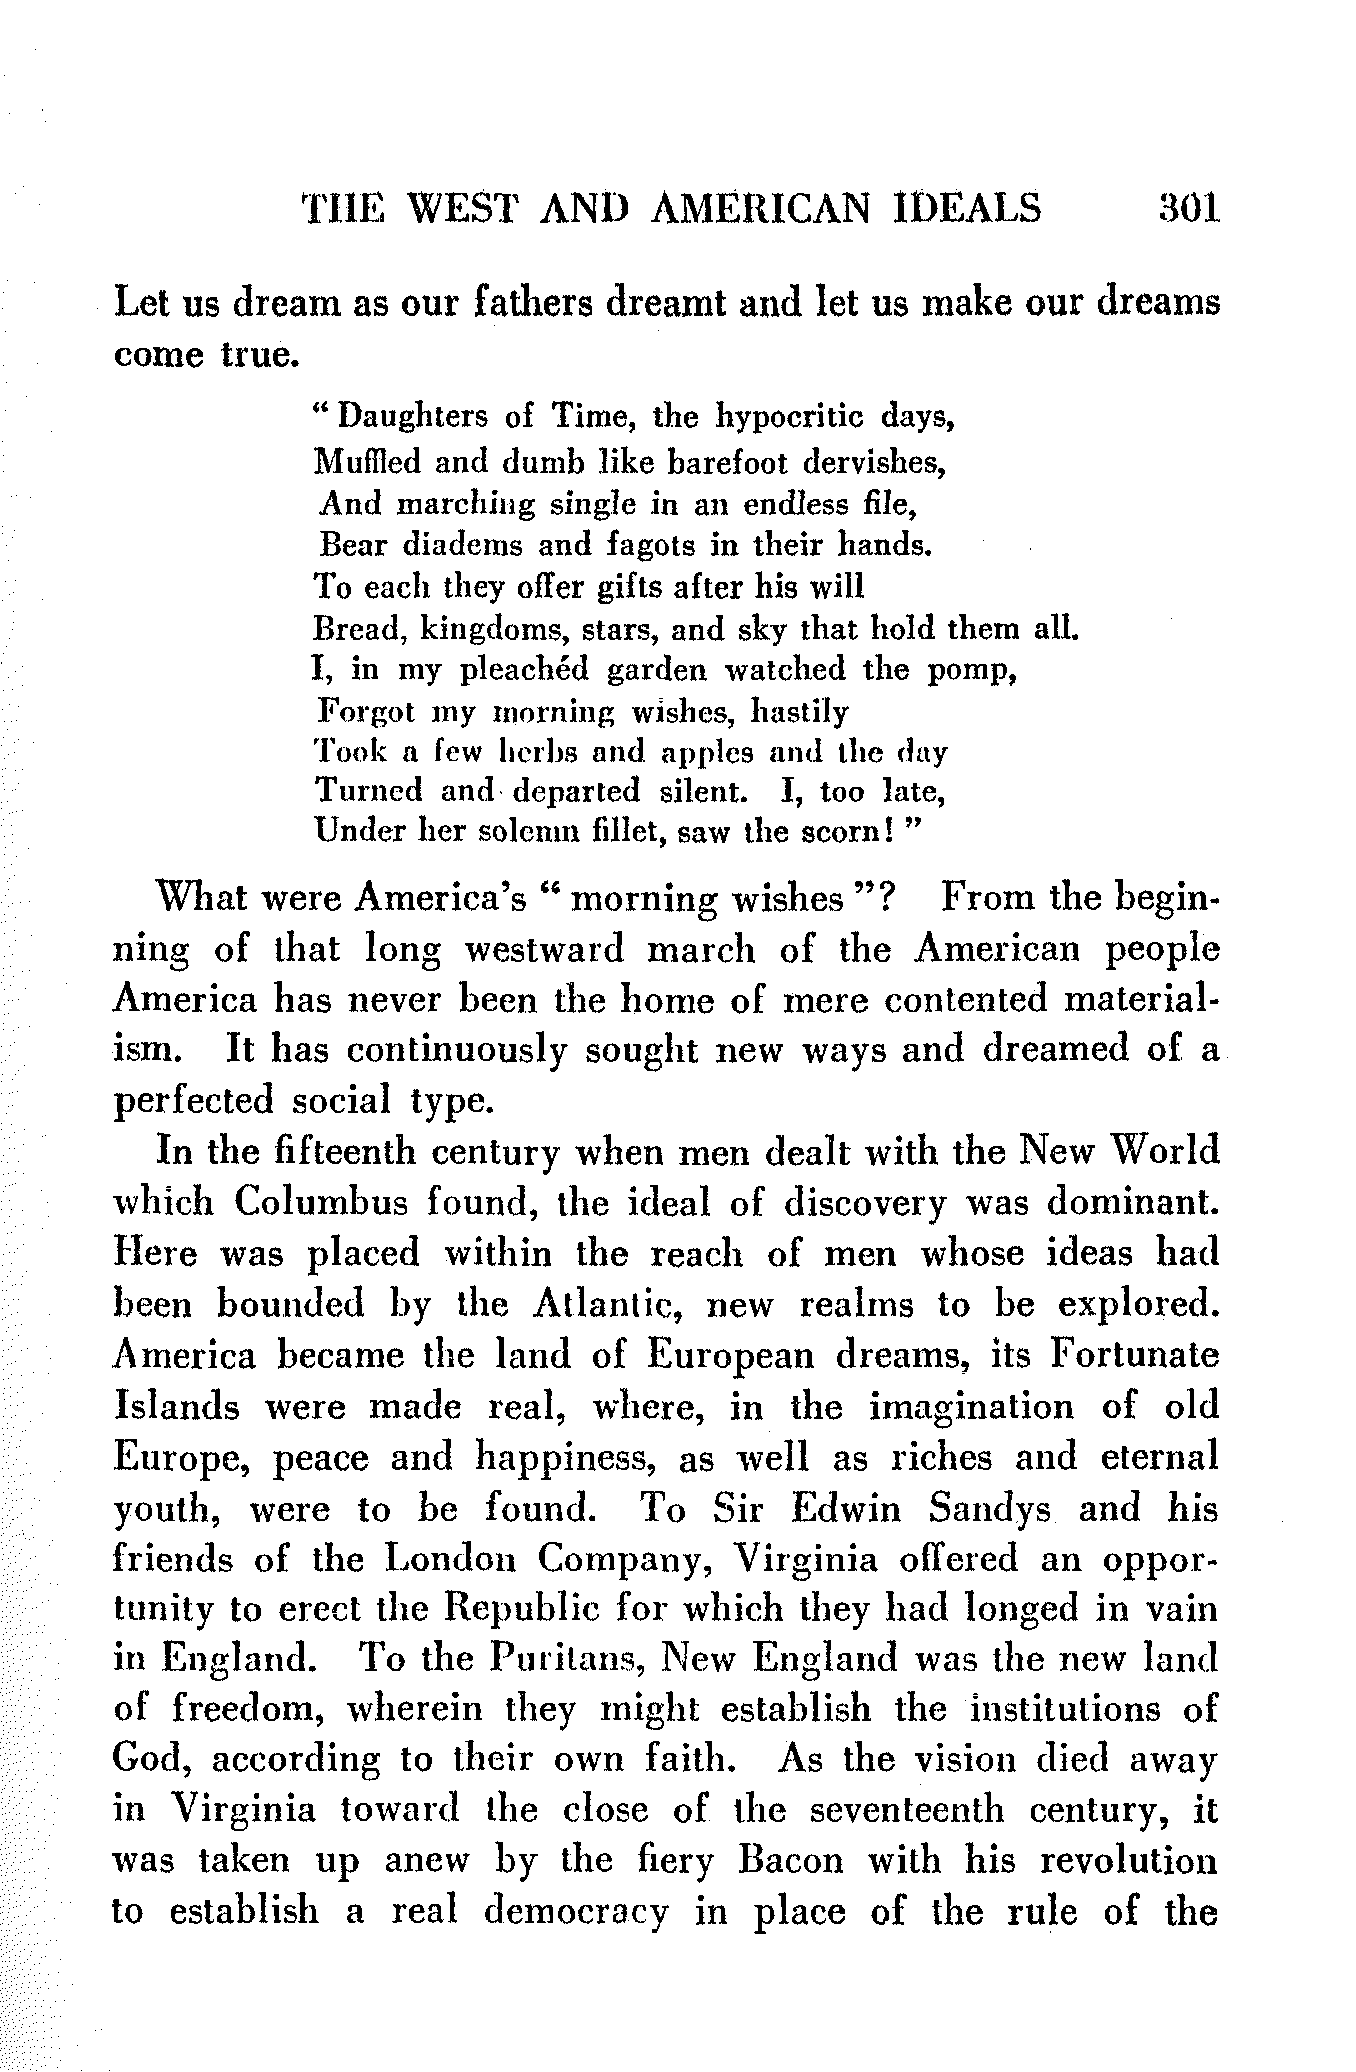 THE WEST AND AMERICAN IDEALS 301
Let us dream as our fathers dreamt and let us make our dreams
come true.
“ Daughters of Time, the hypocritic days,
Muffled and dumb like barefoot dervishes,
And marching single in an endless file,
Bear diadems and fagots in their hands.
To each they offer gifts after his will
Bread, kingdoms, stars, and sky that hold them all.
I, in my pleachéd garden watched the pomp,
Forgot my morning wishes, hastily
Took a few herbs and apples and the day
Turned and departed silent. I, too late,
Under her solemn fillet, saw the scorn! ”
What were America's “ morning wishes ”? From the begin-
ning of that long westward march of the American people
America has never been the home of mere contented material-
ism. It has continuously sought new ways and dreamed of a
perfected social type.
In the fifteenth century when men dealt with the New World
which Columbus found, the ideal of discovery was dominant.
Here was placed within the reach of men whose ideas had
been bounded by the Atlantic, new realms to be explored.
America became the land of European dreams, its Fortunate
Islands were made real, where, in the imagination of old
Europe, peace and happiness, as well as riches and eternal
youth, were to be found. To Sir Edwin Sandys and his
friends of the London Company, Virginia offered an oppor-
tunity to erect the Republic for which they had longed in vain
in England. To the Puritans, New England was the new land
of freedom, wherein they might establish the institutions of
God, according to their own faith. As the vision died away
in Virginia toward the close of the seventeenth century, it
was taken up anew by the fiery Bacon with his revolution
to establish a real democracy in place of the rule of the